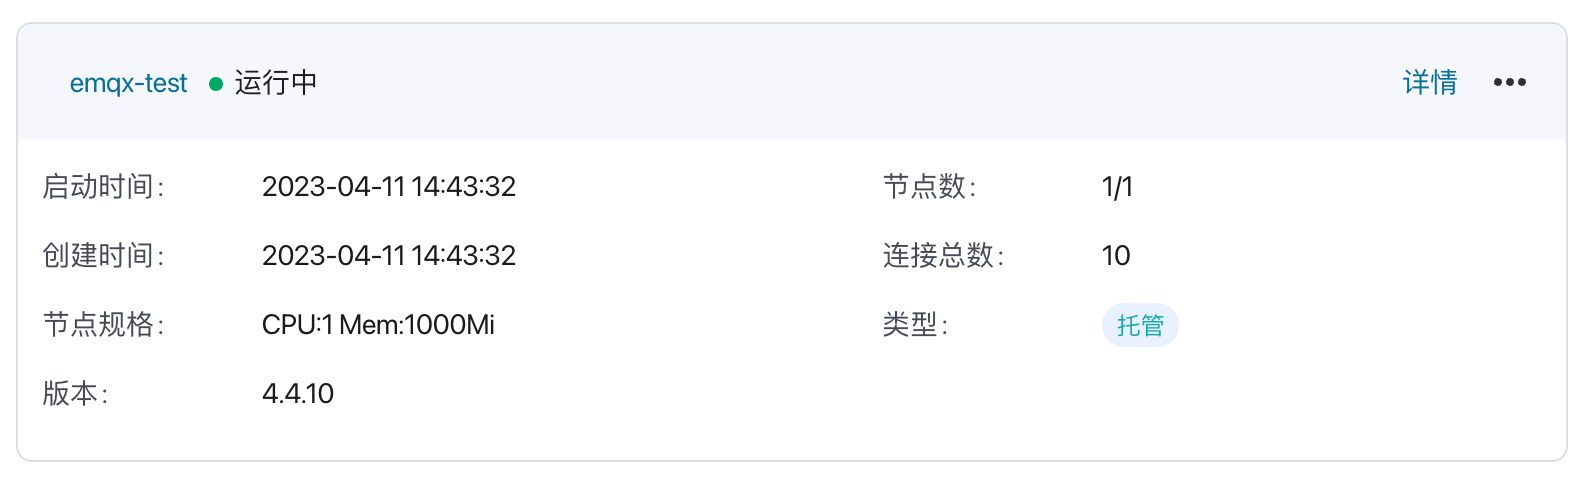 emqx-test 运行中 详情
启动时间: 2023-04-11 14:43:32 节点数: 1/1
创建时间: 2023-04-11 14:43:32 连接总数: 10
节点规格: CPU:1 Mem:1000Mi 类型: 托管
版本: 4.4.10